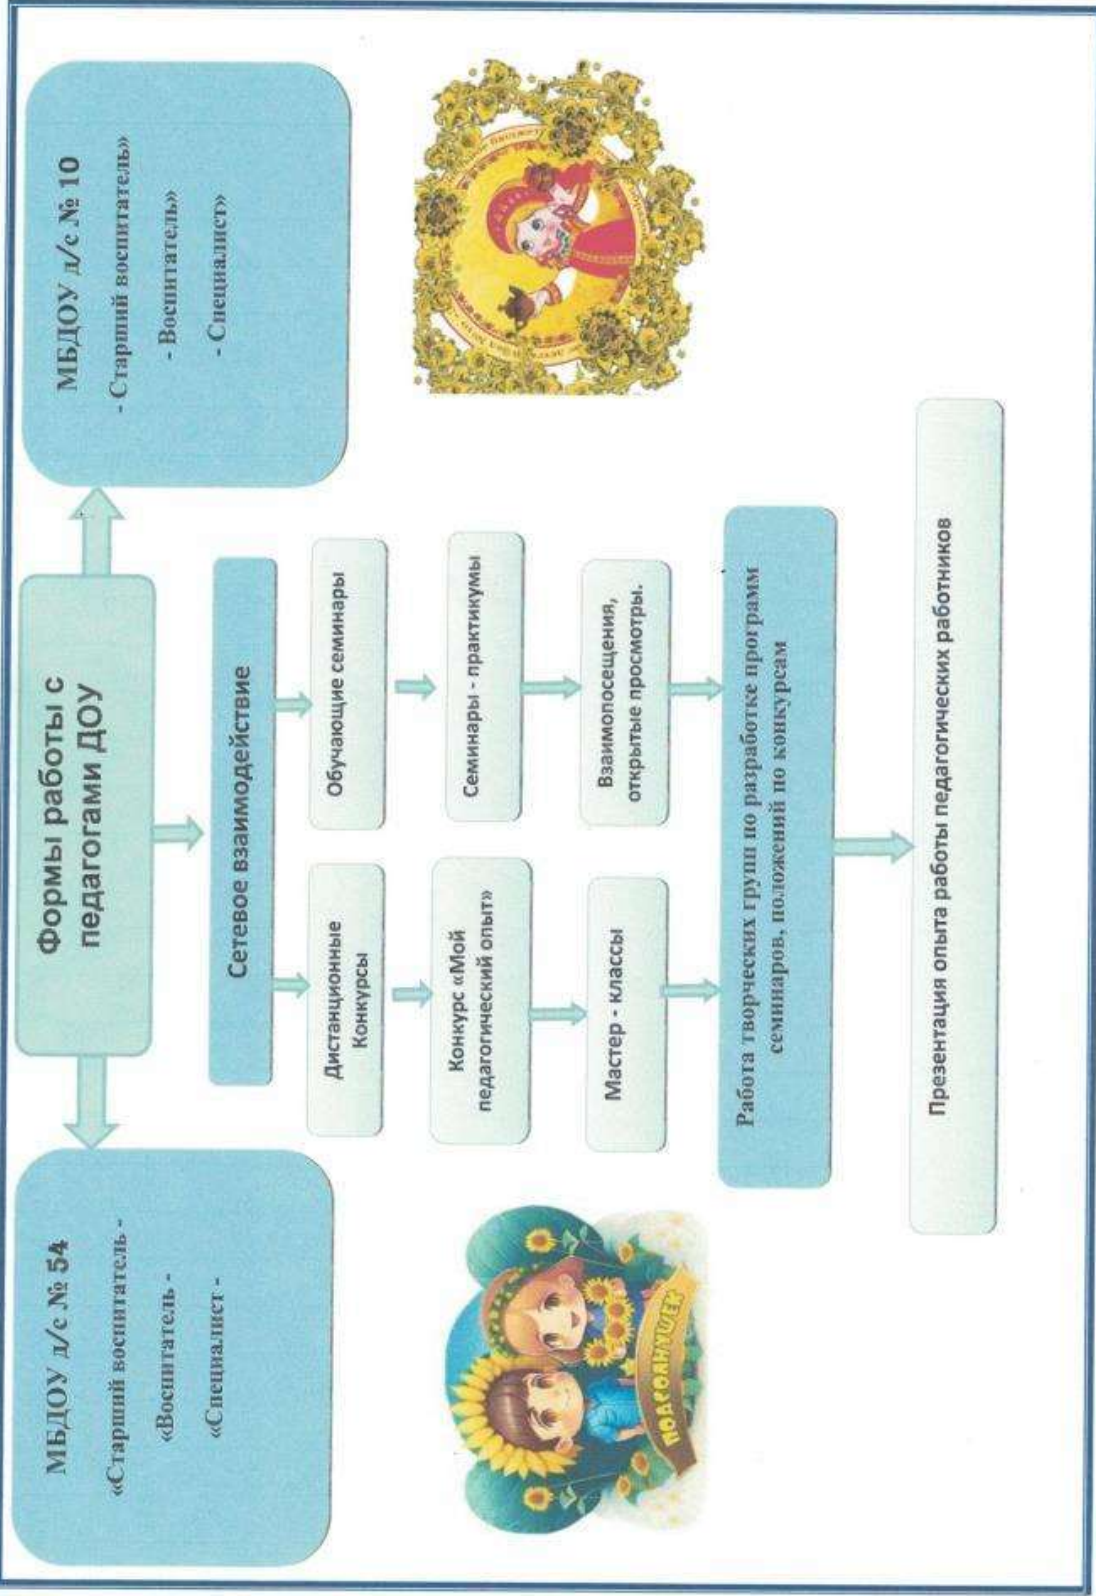 Формы работы с
педагогами ДОУ
МБДОУ д/с № 54
«Старший воспитатель -
«Воспитатель -
«Специалист -
МБДОУ д/с № 10
- Старший воспитатель»
- Воспитатель»
- Специалист»
Сетевое взаимодействие
Дистанционные
Конкурсы
Обучающие семинары
Конкурс «Мой
педагогический опыт»
Семинары - практикумы
Мастер - классы
Взаимопосещения,
открытые просмотры.
Работа творческих групп по разработке программ
семинаров, положений по конкурсам
Презентация опыта работы педагогических работников
ПОДСОЛНУШЕК